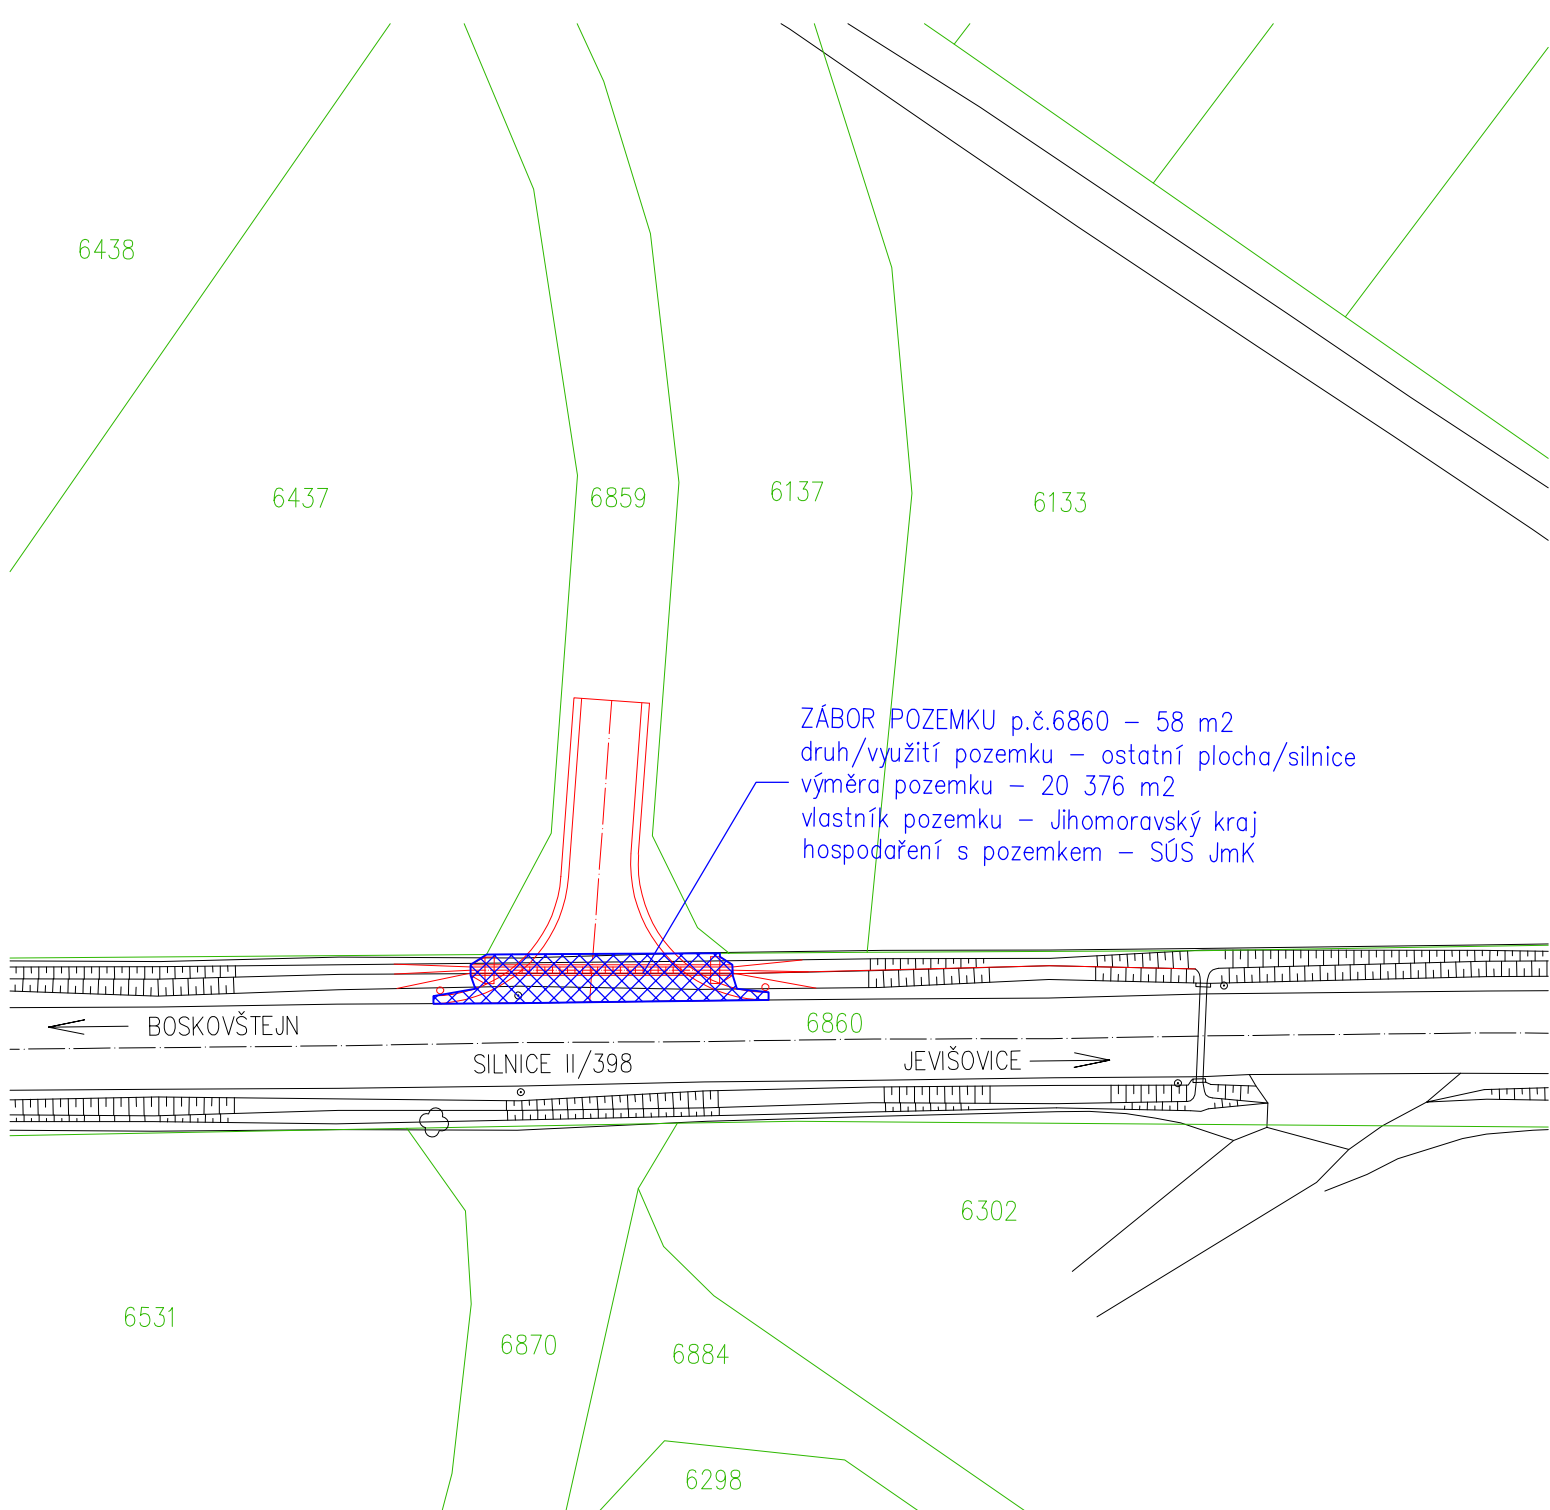 6438
6437
6859
6137
6133
ZÁBOR POZEMKU p.č.6860 – 58 m2
druh/využití pozemku – ostatní plocha/silnice
výměra pozemku – 20 376 m2
vlastník pozemku – Jihomoravský kraj
hospodaření s pozemkem – SÚS JmK
BOSKOVŠTEJN
6860
SILNICE II/398
JEVIŠOVICE
6302
6531
6870
6884
6298